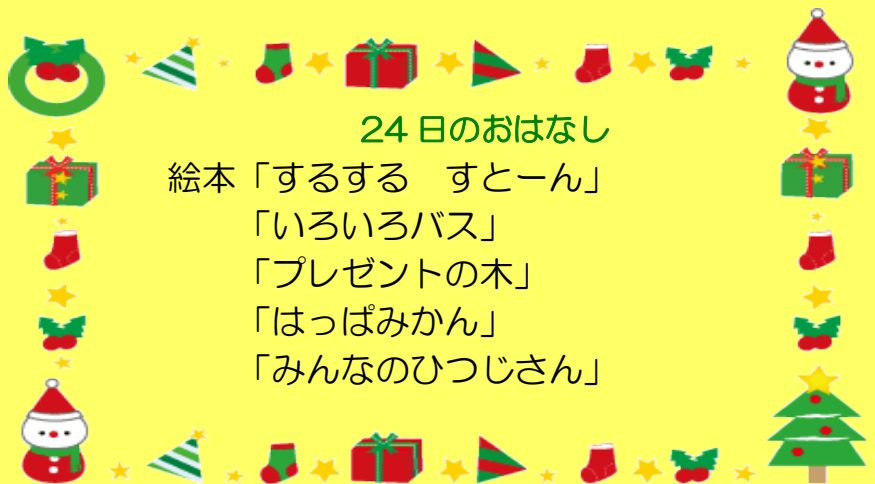 24日のおはなし
絵本「するする　すとーん」
「いろいろバス」
「プレゼントの木」
「はっぱみかん」
「みんなのひつじさん」